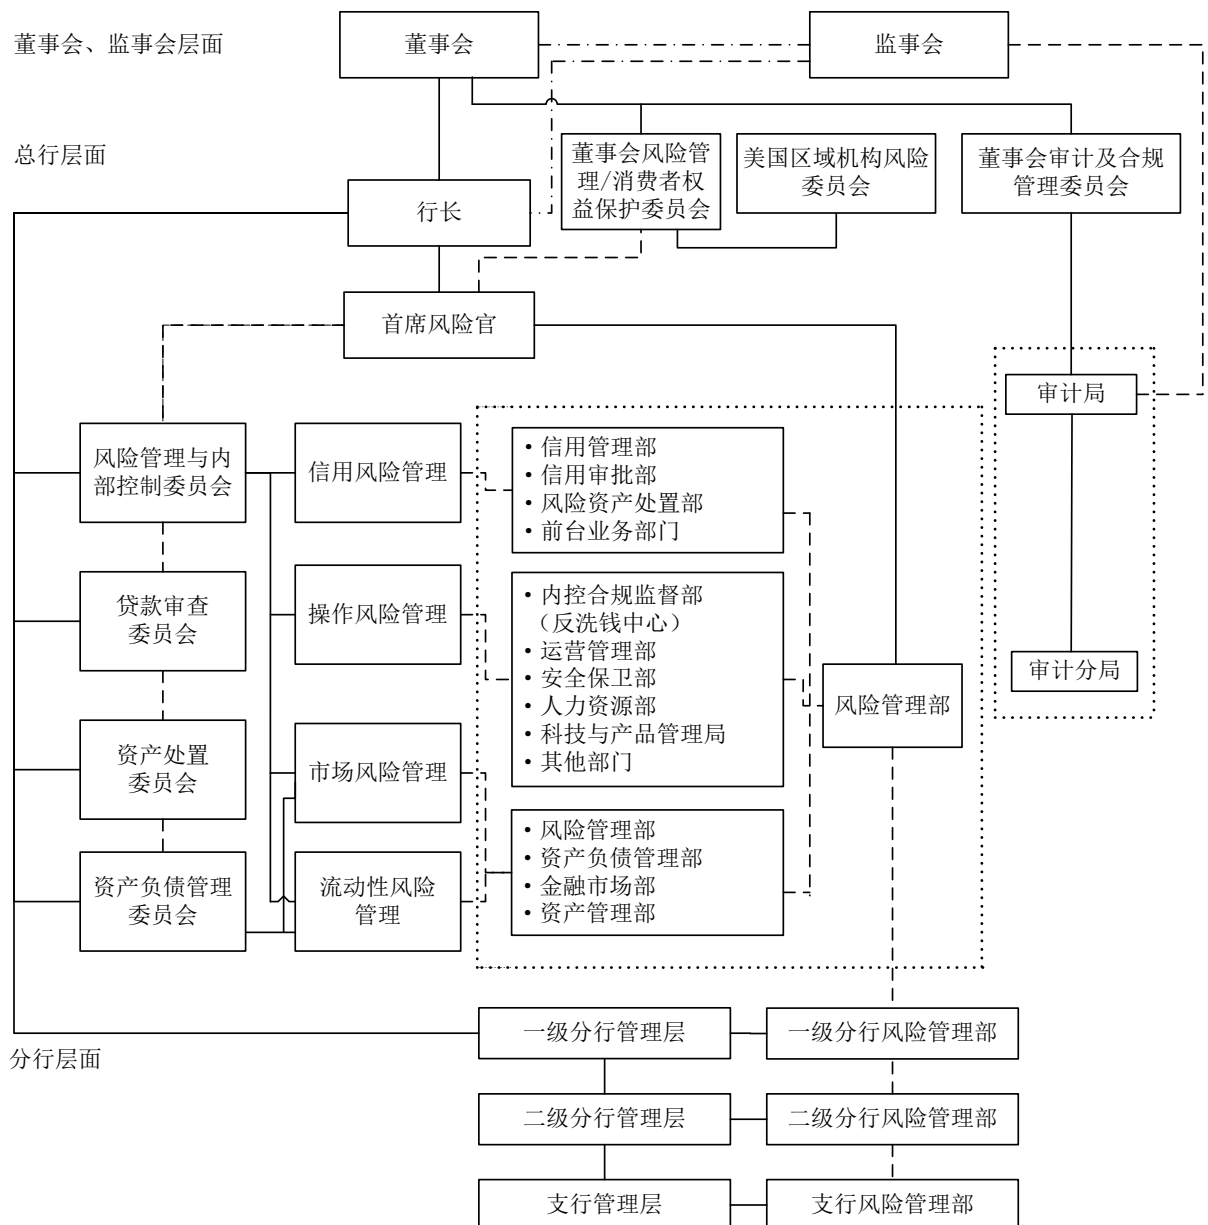 董事会、监事会层面
董事会
监事会
总行层面
董事会风险管
理/消费者权
益保护委员会
美国区域机构风险
委员会
董事会审计及合规
管理委员会
行长
首席风险官
审计局
风险管理与内
部控制委员会
信用风险管理
•信用管理部
•信用审批部
•风险资产处置部
•前台业务部门
贷款审查
委员会
操作风险管理
•内控合规监督部
（反洗钱中心）
•运营管理部
•安全保卫部
•人力资源部
•科技与产品管理局
•其他部门
风险管理部
审计分局
资产处置
委员会
市场风险管理
•风险管理部
•资产负债管理部
•金融市场部
•资产管理部
资产负债管理
委员会
流动性风险
管理
一级分行管理层
一级分行风险管理部
分行层面
二级分行管理层
二级分行风险管理部
支行管理层
支行风险管理部